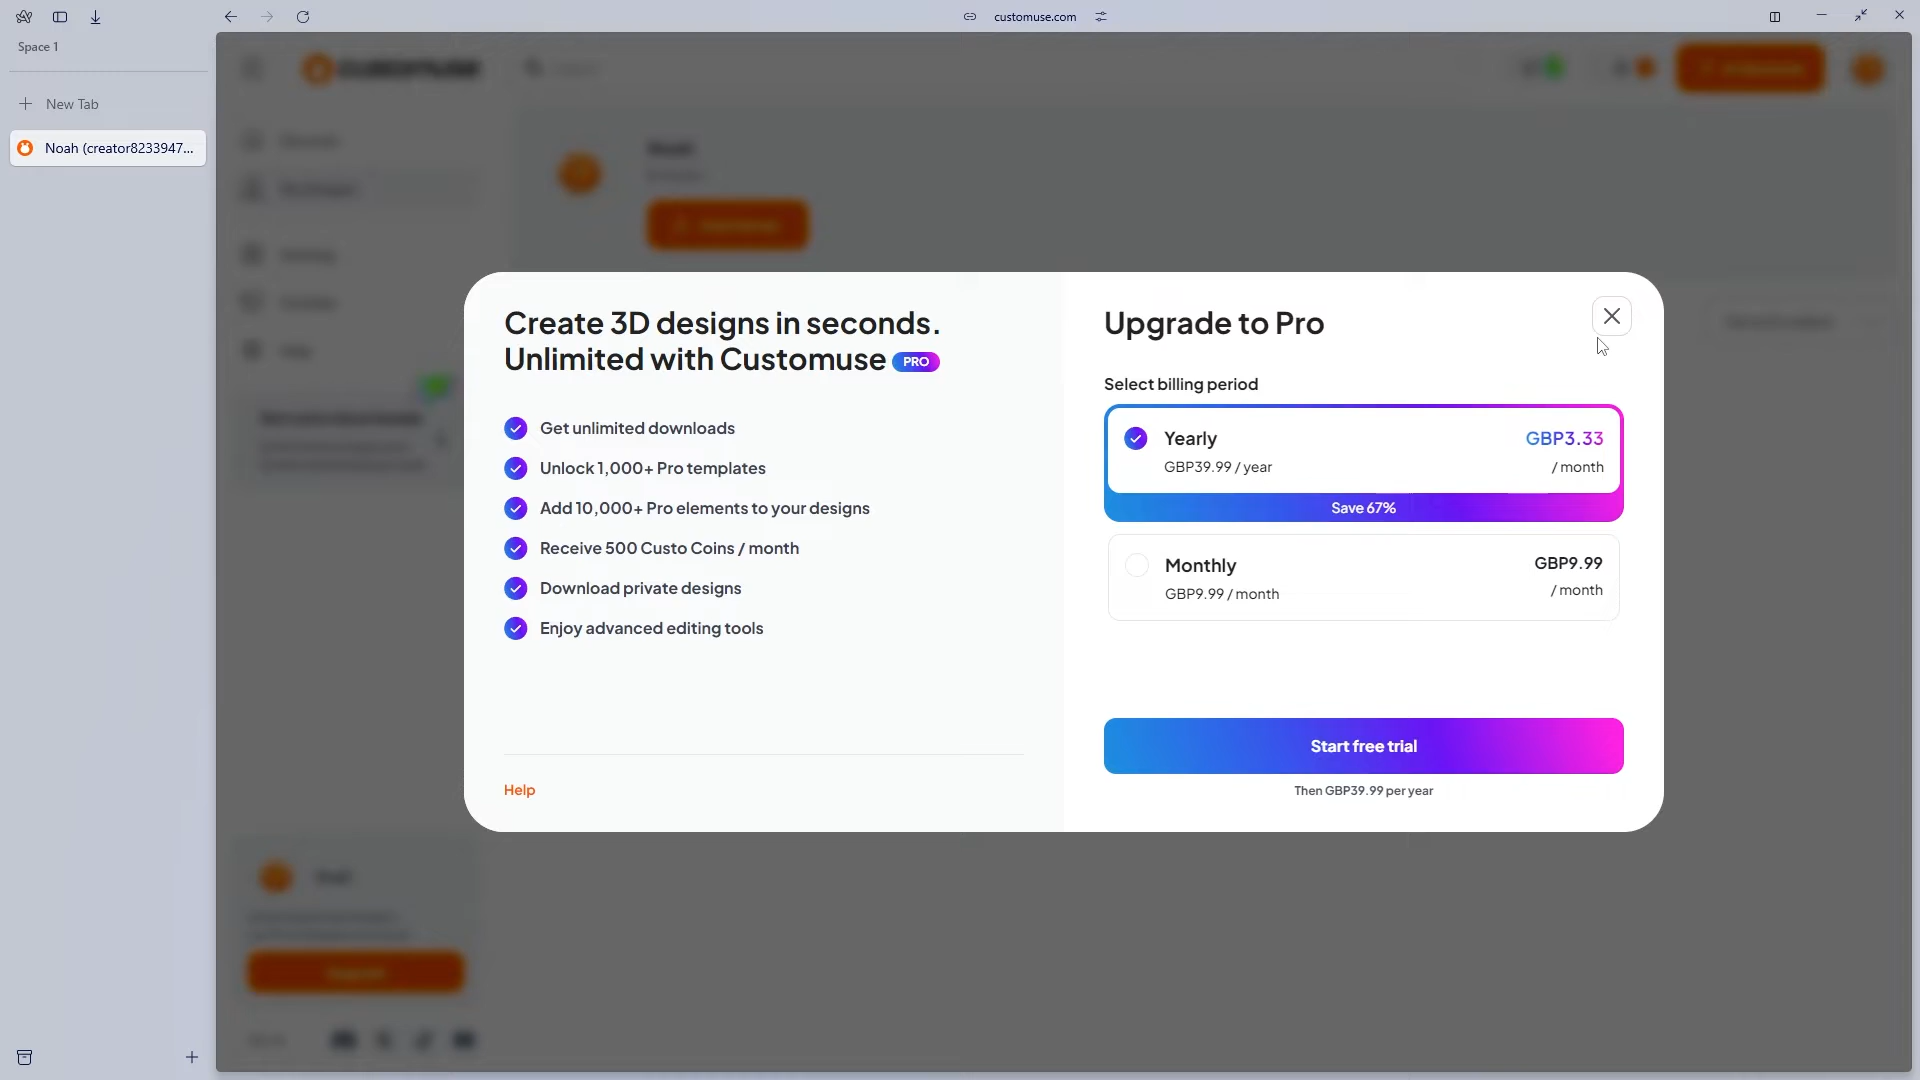 customuse.com
Space 1
New Tab
Noah (creator8233947...
Create 3D designs in seconds.
Unlimited with Customuse PRO
Get unlimited downloads
Unlock 1,000+ Pro templates
Add 10,000+ Pro elements to your designs
Receive 500 Custo Coins / month
Download private designs
Enjoy advanced editing tools
Help
Upgrade to Pro
Select billing period
Yearly
GBP3.33
GBP39.99 / year
/ month
Save 67%
Monthly
GBP9.99
GBP9.99 / month
/ month
Start free trial
Then GBP39.99 per year